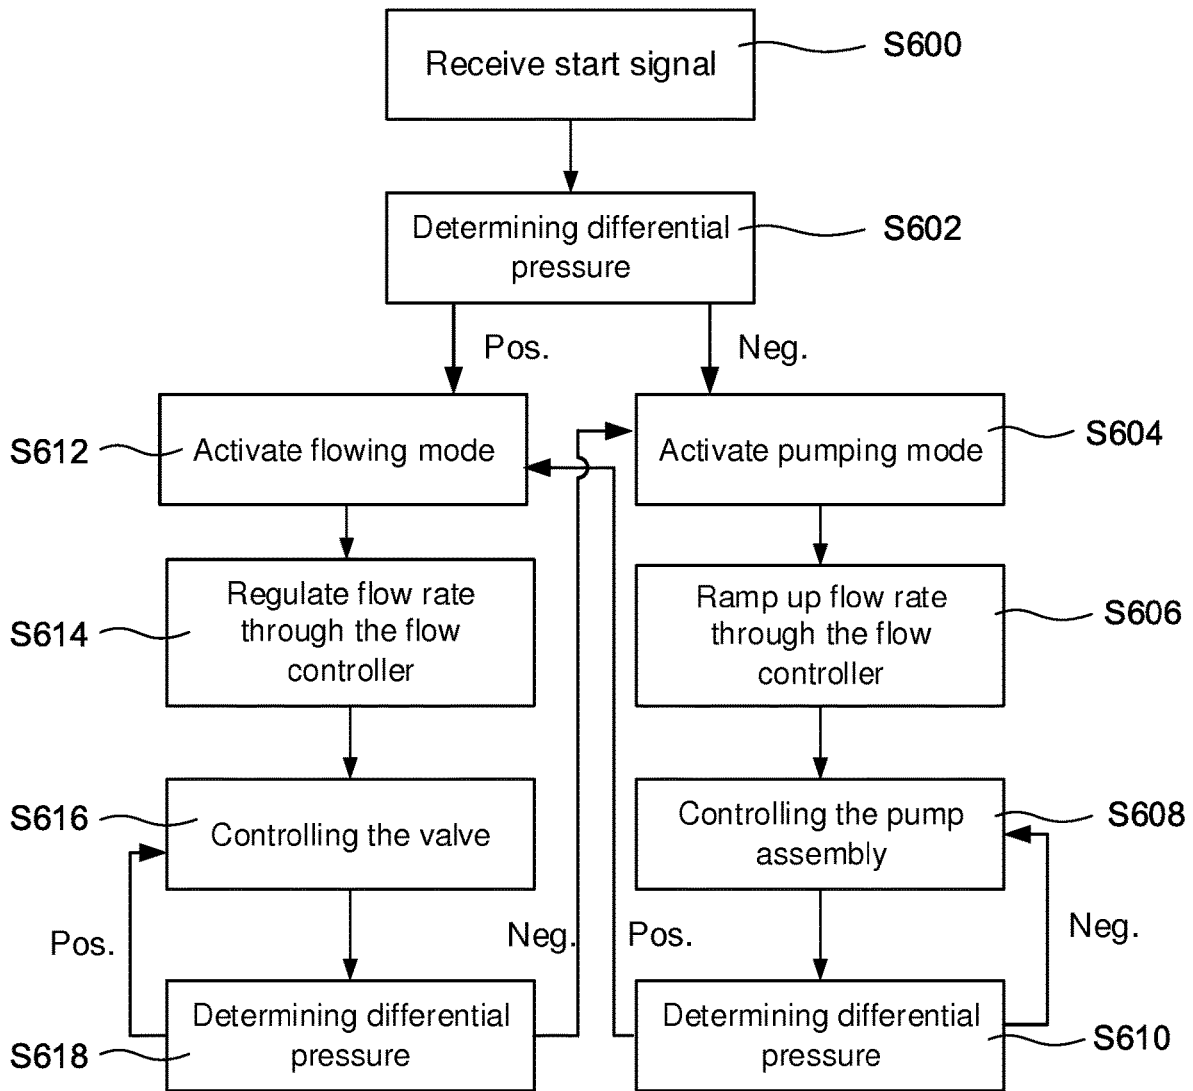 Receive start signal
S600
Determining differential
pressure
S602
Pos.
Neg.
S612
Activate flowing mode
Activate pumping mode
S604
Regulate flow rate
through the flow
controller
S614
Ramp up flow rate
through the flow
controller
S606
S616
Controlling the valve
Controlling the pump
assembly
S608
Pos.
Neg.
Pos.
Neg.
Determining differential
pressure
S618
Determining differential
pressure
S610